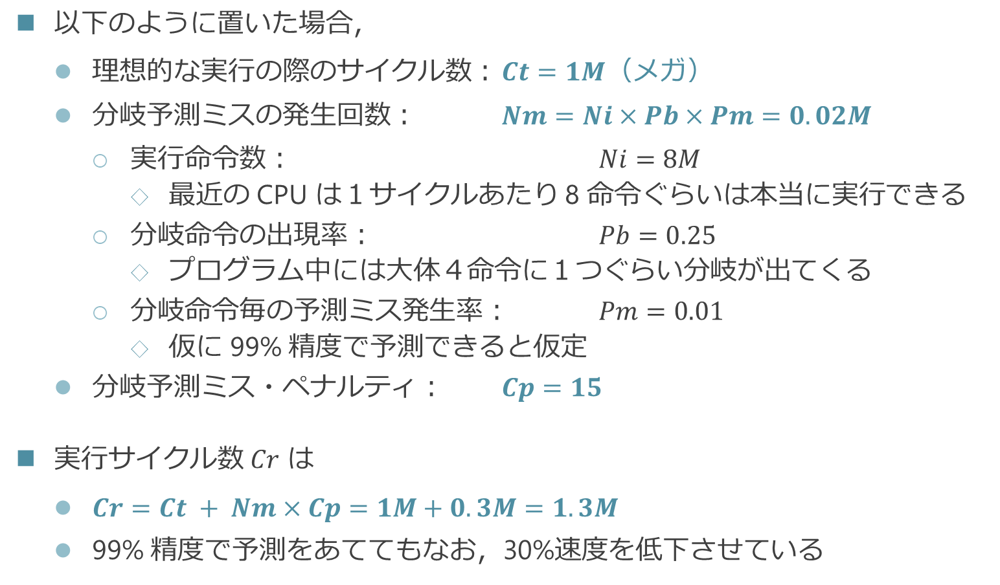 ■ 以下のように置いた場合，
● 理想的な実行の際のサイクル数： Ct = 1M（メガ）
● 分岐予測ミスの発生回数： Nm = Ni × Pb × Pm = 0.02M
○ 実行命令数： Ni = 8M
◇ 最近の CPU は１サイクルあたり 8 命令ぐらいは本当に実行できる
○ 分岐命令の出現率： Pb = 0.25
◇ プログラム中には大体４命令に１つぐらい分岐が出てくる
○ 分岐命令毎の予測ミス発生率： Pm = 0.01
◇ 仮に 99% 精度で予測できると仮定
● 分岐予測ミス・ペナルティ： Cp = 15
■ 実行サイクル数 Cr は
● Cr = Ct + Nm × Cp = 1M + 0.3M = 1.3M
● 99% 精度で予測をあててもなお，30%速度を低下させている